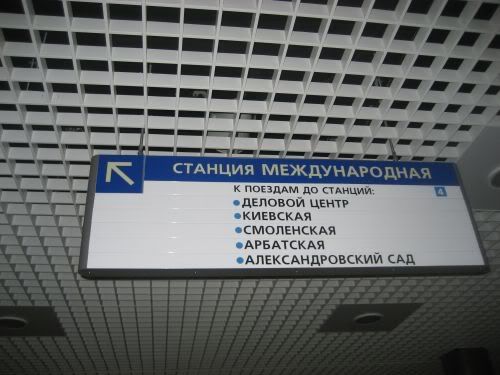 СТАНЦИЯ МЕЖДУНАРОДНАЯ
К ПОЕЗДАМ ДО СТАНЦИЙ: 4
ДЕЛОВОЙ ЦЕНТР
КИЕВСКАЯ
СМОЛЕНСКАЯ
АРБАТСКАЯ
АЛЕКСАНДРОВСКИЙ САД